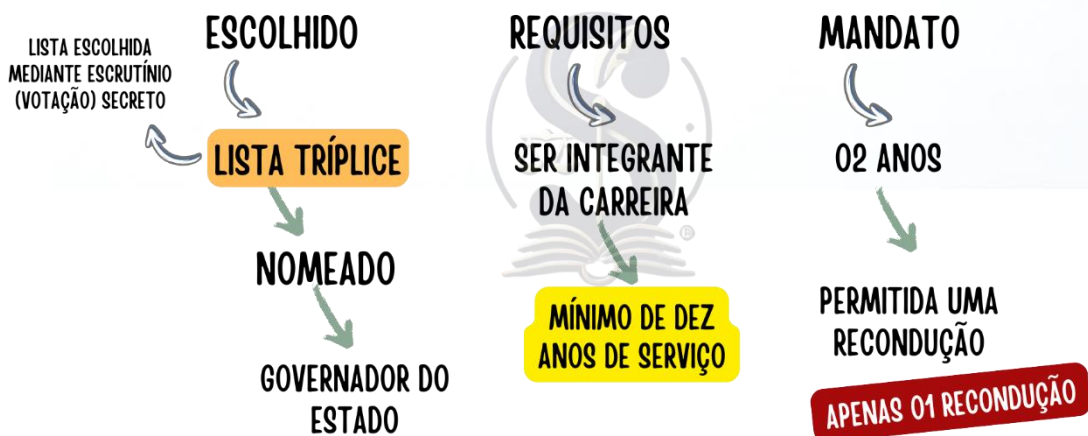 ESCOLHIDO
LISTA ESCOLHIDA
MEDIANTE ESCRUTÍNIO
(VOTAÇÃO) SECRETO
LISTA TRÍPLICE
NOMEADO
GOVERNADOR DO
ESTADO
REQUISITOS
SER INTEGRANTE
DA CARREIRA
MÍNIMO DE DEZ
ANOS DE SERVIÇO
®
MANDATO
02 ANOS
PERMITIDA UMA
RECONDUÇÃO
APENAS 01 RECONDUÇÃO